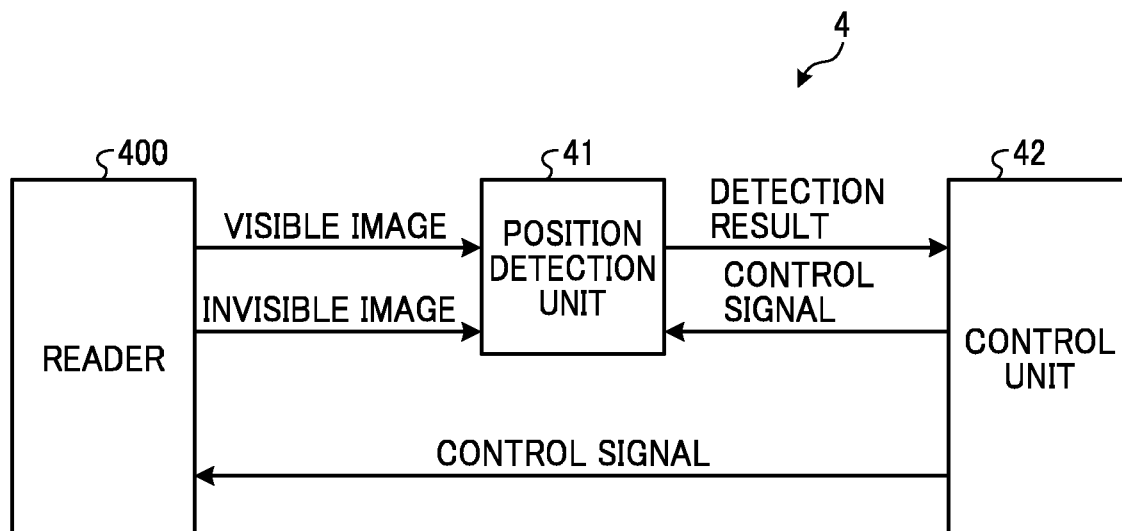 4
400
41
42
READER
VISIBLE IMAGE
INVISIBLE IMAGE
POSITION
DETECTION
UNIT
DETECTION
RESULT
CONTROL
SIGNAL
CONTROL
UNIT
CONTROL SIGNAL